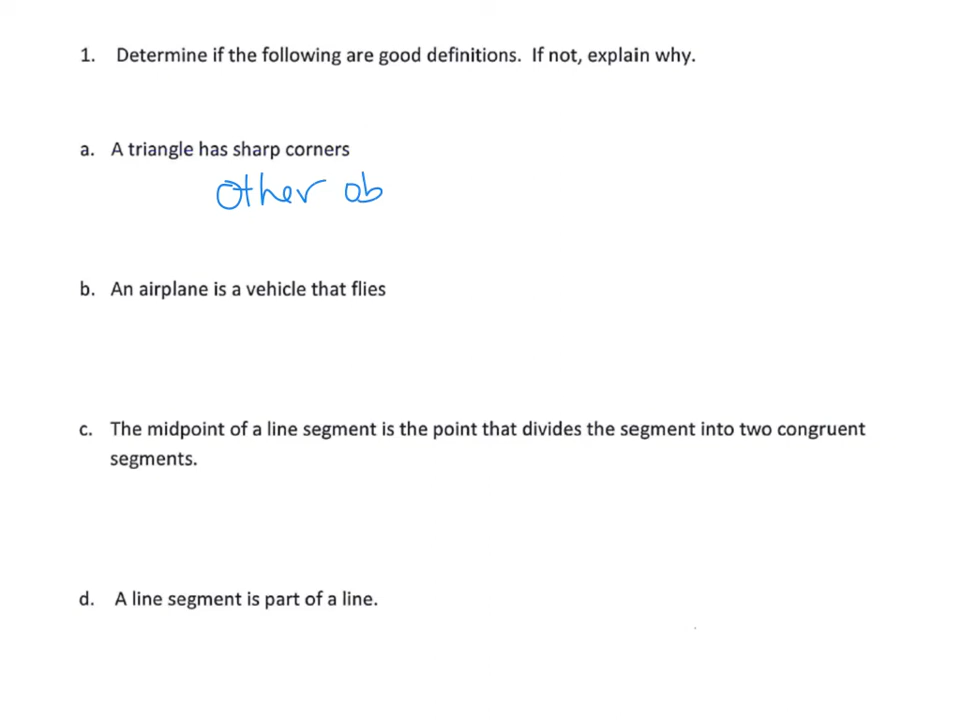 1. Determine if the following are good definitions. If not, explain why.
a. A triangle has sharp corners
Other ob
b. An airplane is a vehicle that flies
c. The midpoint of a line segment is the point that divides the segment into two congruent
segments.
d. A line segment is part of a line.